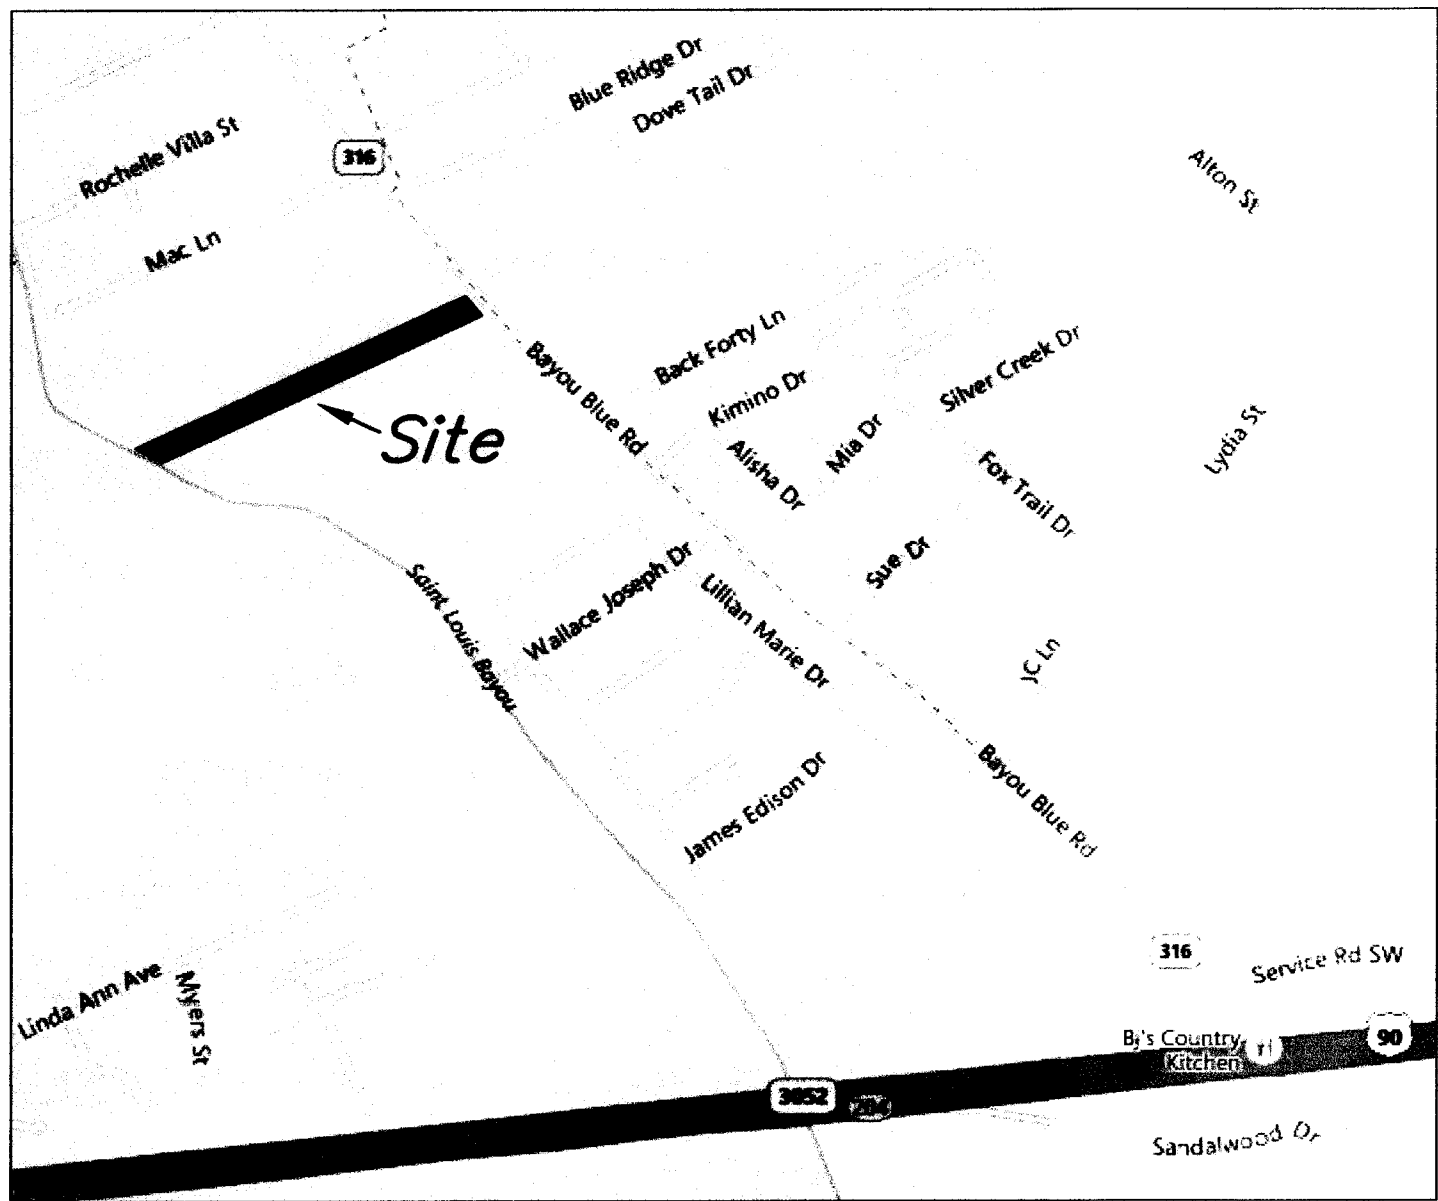 Blue Ridge Dr
Dove Tail Dr
Rochelle Villa St
316
Alton St
Mac Ln
Back Forty Ln
Bayou Blue Rd
Silver Creek Dr
Kimino Dr
Site
Mia Dr
Alisha Dr
Lydia St
Fox Trail Dr
Sue Dr
Wallace Joseph Dr
Saint Louis Bayou
Lillian Marie Dr
JC Ln
Bayou Blue Rd
James Edison Dr
316
Service Rd SW
Linda Ann Ave
Myers St
BJ's Country
Kitchen
90
3052
204
Sandalwood Dr